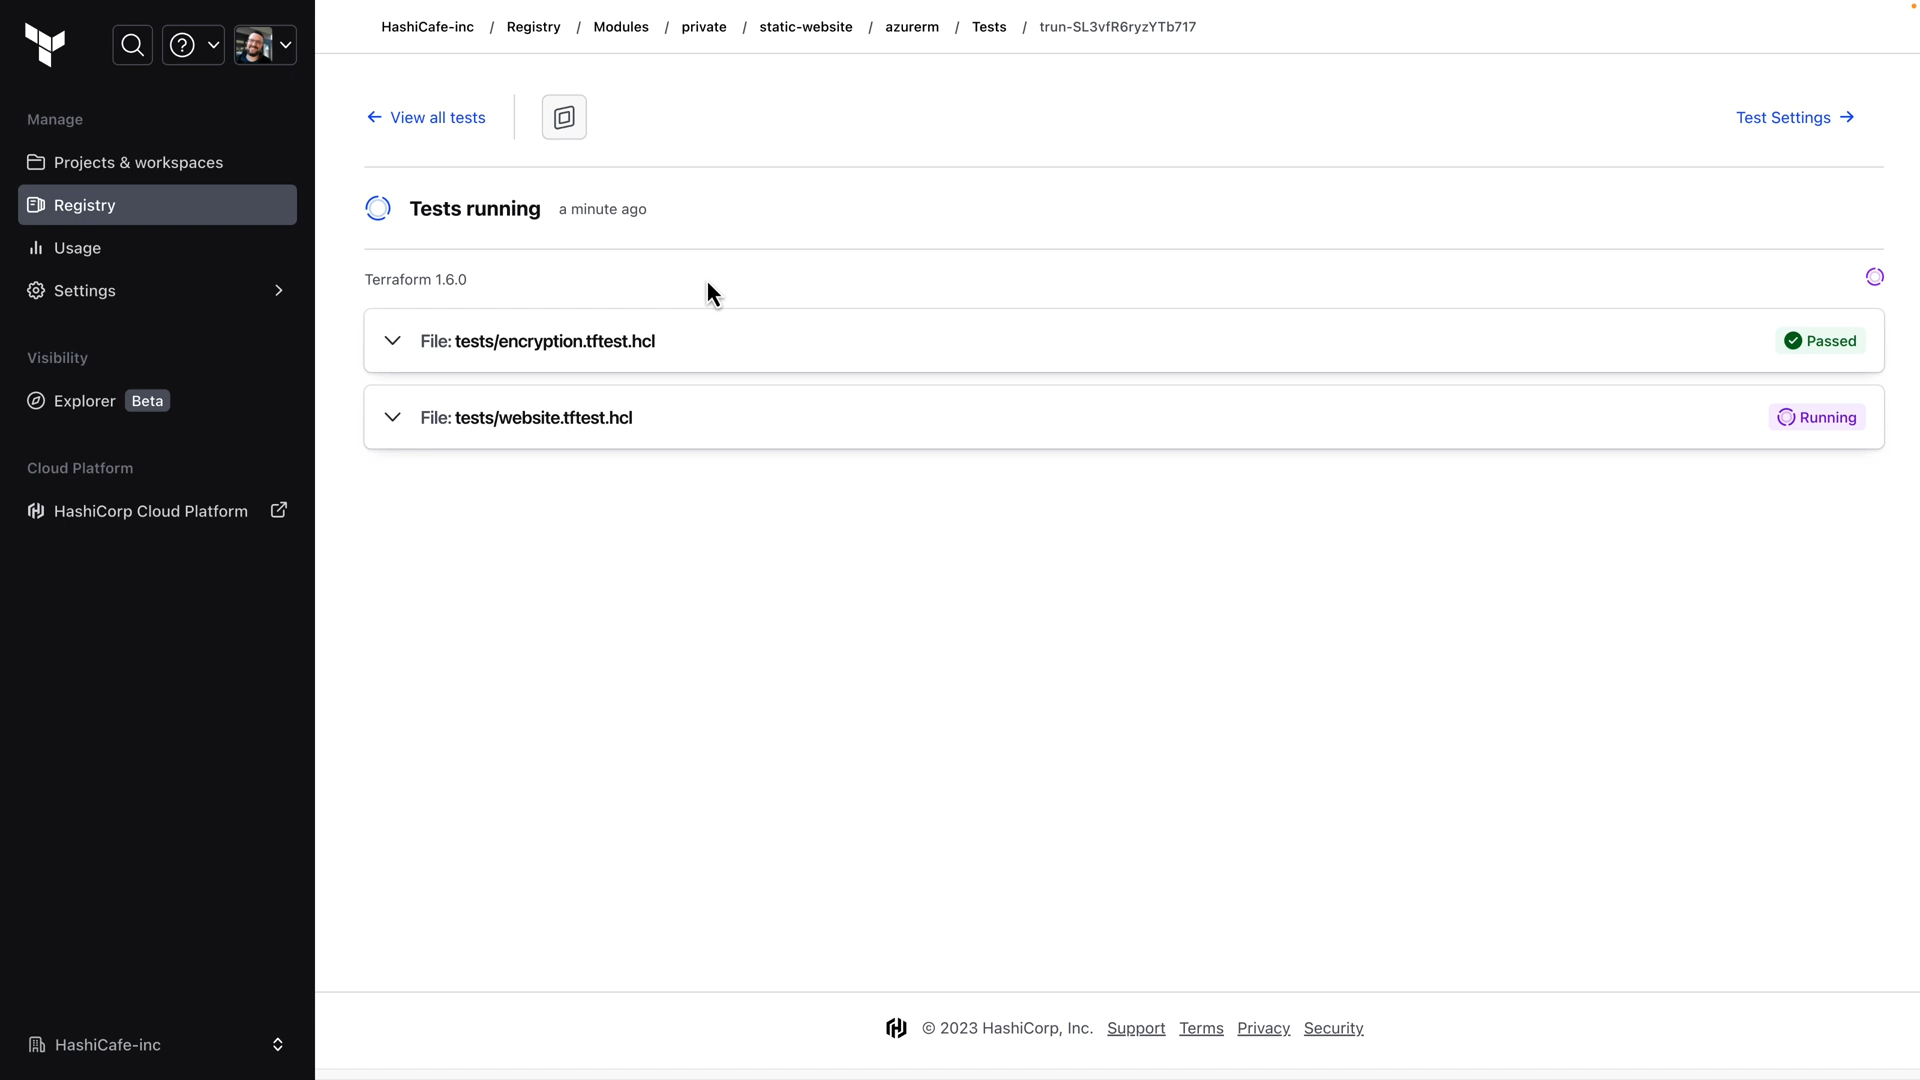 HashiCafe-inc / Registry / Modules / private / static-website / azurerm / Tests / trun-SL3vfR6ryzYTb717
Manage
Projects & workspaces
Registry
Usage
Settings
Visibility
Explorer Beta
Cloud Platform
HashiCorp Cloud Platform
HashiCafe-inc
View all tests
Test Settings
Tests running a minute ago
Terraform 1.6.0
File: tests/encryption.tftest.hcl Passed
File: tests/website.tftest.hcl Running
© 2023 HashiCorp, Inc. Support Terms Privacy Security